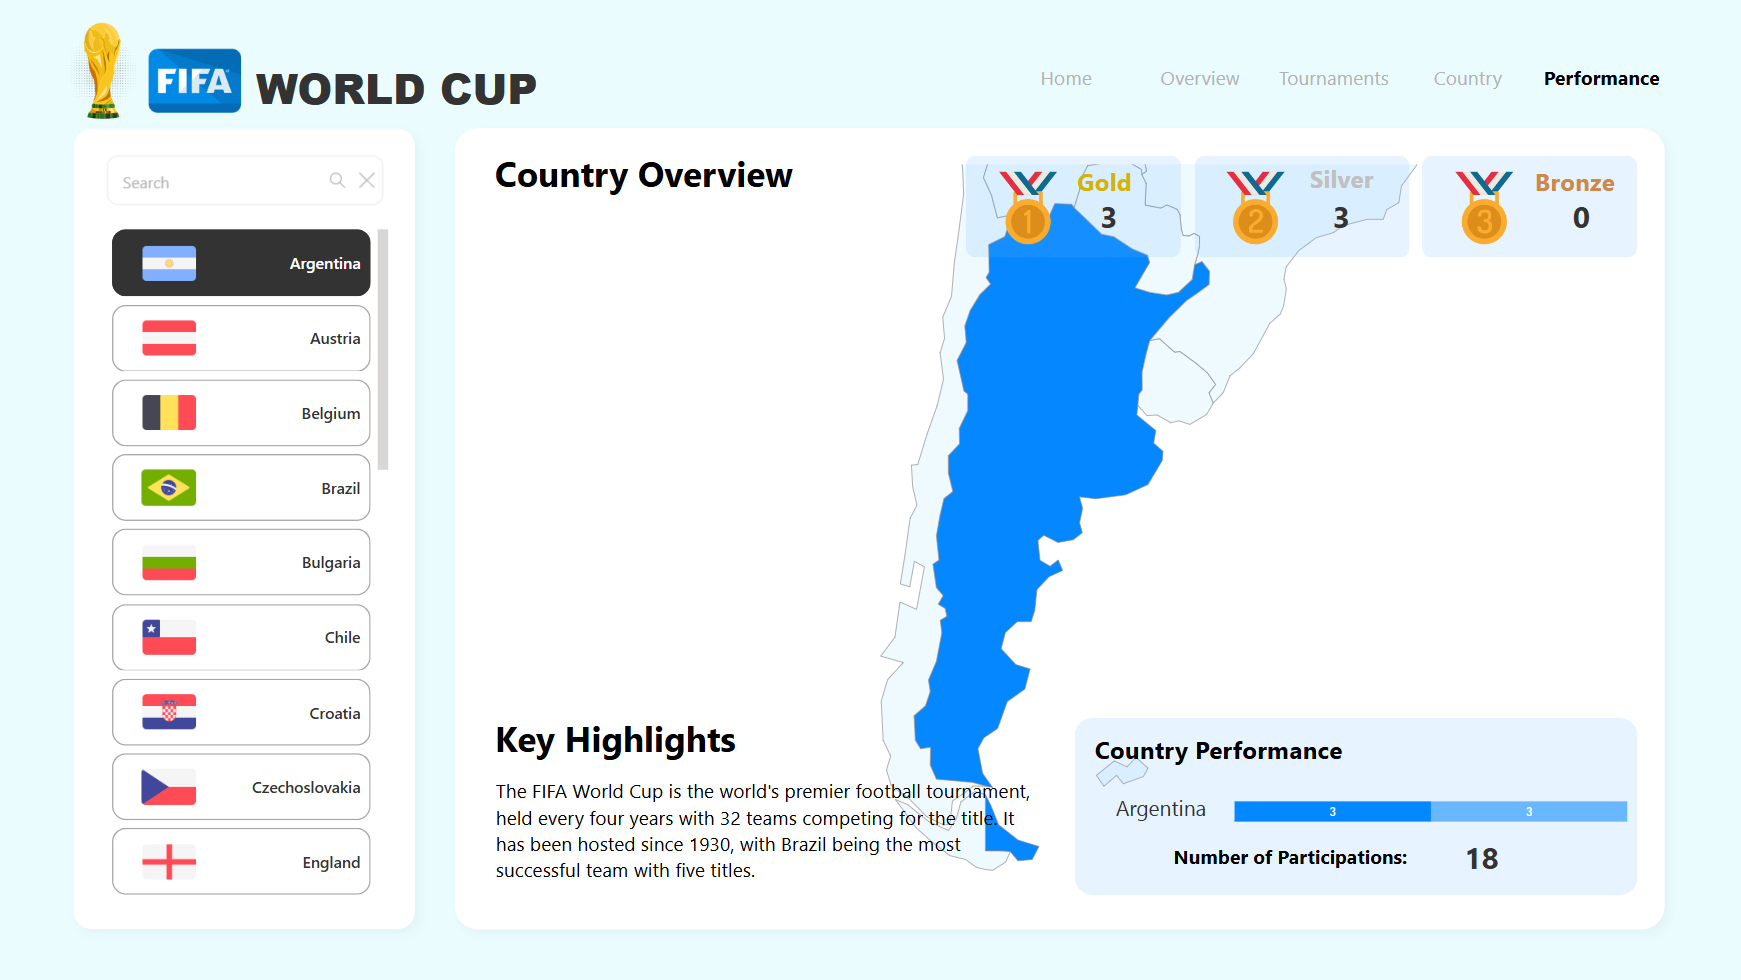 FIFA WORLD CUP
Home Overview Tournaments Country Performance
Search
Argentina
Austria
Belgium
Brazil
Bulgaria
Chile
Croatia
Czechoslovakia
England
Country Overview
1 Gold 3
2 Silver 3
3 Bronze 0
Key Highlights
The FIFA World Cup is the world's premier football tournament,
held every four years with 32 teams competing for the title. It
has been hosted since 1930, with Brazil being the most
successful team with five titles.
Country Performance
Argentina 3 3
Number of Participations: 18